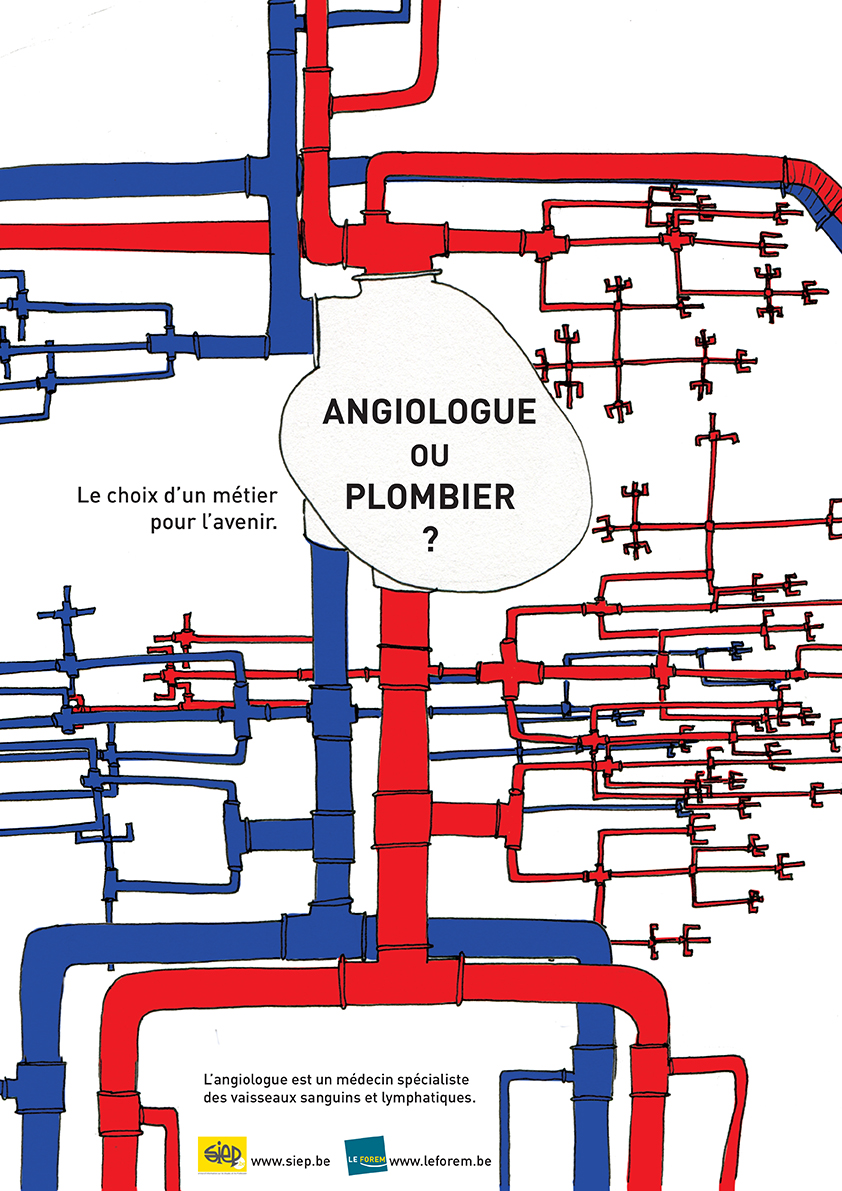 ANGIOLOGUE
OU
PLOMBIER
?
Le choix d'un métier
pour l'avenir.
L'angiologue est un médecin spécialiste
des vaisseaux sanguins et lymphatiques.
siep www.siep.be LE FOREM www.leforem.be